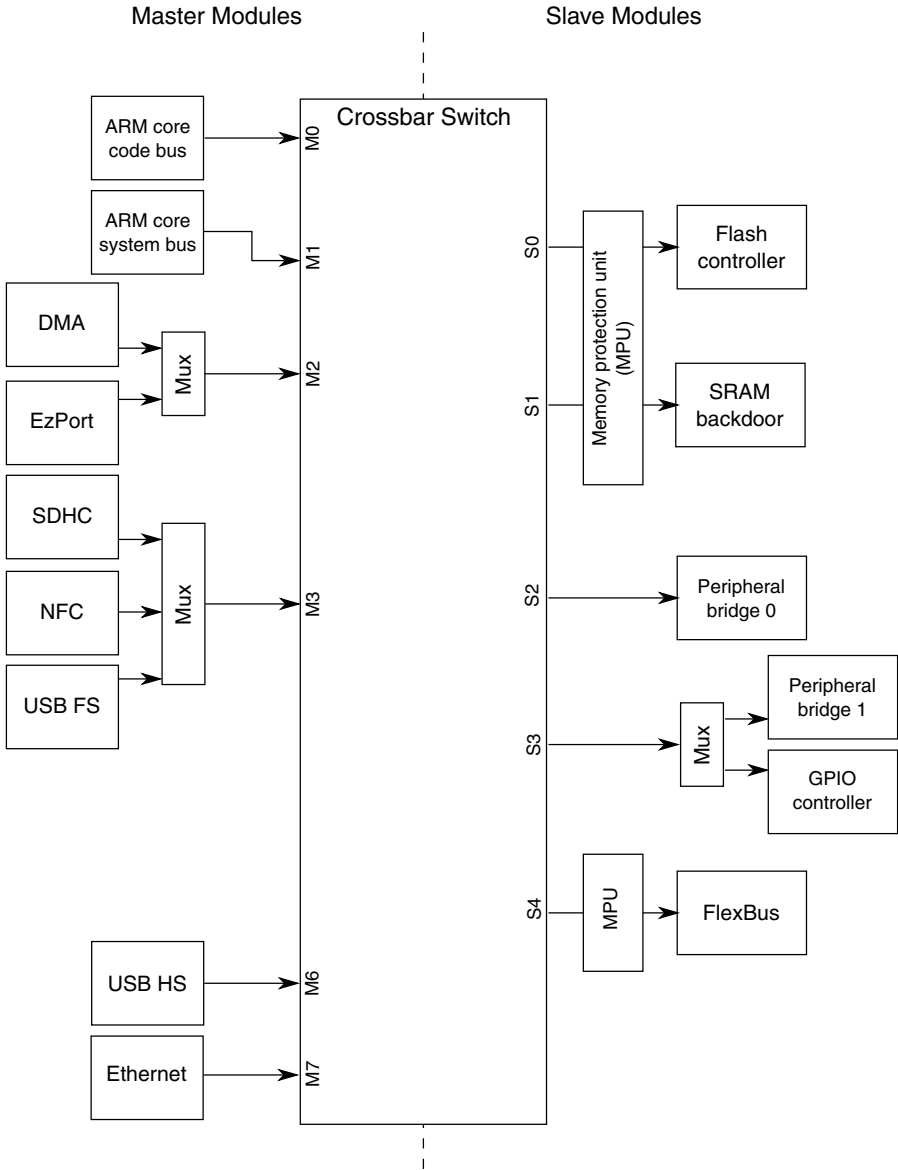 Master Modules
Slave Modules
Crossbar Switch
ARM core
code bus
M0
ARM core
system bus
M1
DMA
EzPort
Mux
M2
SDHC
NFC
USB FS
Mux
M3
USB HS
M6
Ethernet
M7
S0
S1
Memory protection unit
(MPU)
Flash
controller
SRAM
backdoor
S2
Peripheral
bridge 0
S3
Mux
Peripheral
bridge 1
GPIO
controller
S4
MPU
FlexBus